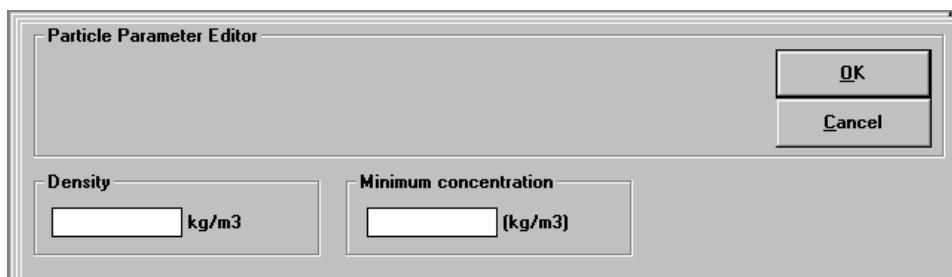 Particle Parameter Editor
OK
Cancel
Density
Minimum concentration
kg/m3
(kg/m3)